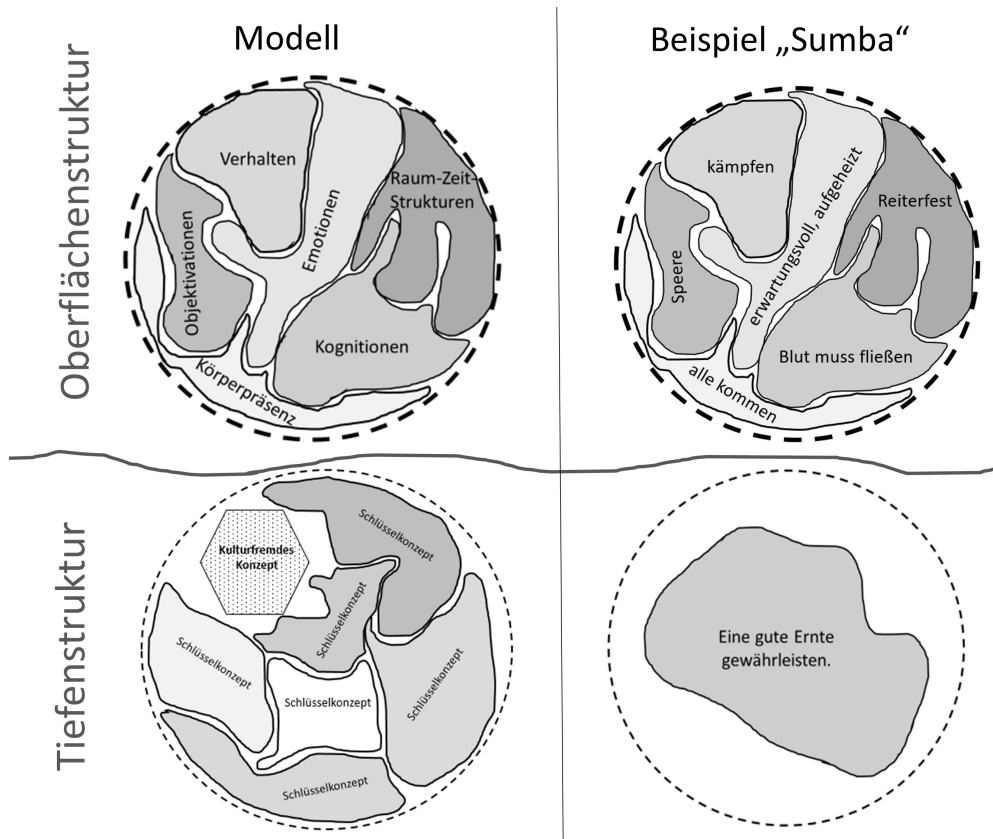 Modell
Beispiel „Sumba“
Oberflächenstruktur
Verhalten
Emotionen
Raum-Zeit-
Strukturen
Objektivationen
Kognitionen
Körperpräsenz
kämpfen
erwartungsvoll, aufgeheizt
Reiterfest
Speere
Blut muss fließen
alle kommen
Tiefenstruktur
Schlüsselkonzept
Kulturfremdes
Konzept
Schlüsselkonzept
Schlüsselkonzept
Schlüsselkonzept
Schlüsselkonzept
Schlüsselkonzept
Eine gute Ernte
gewährleisten.